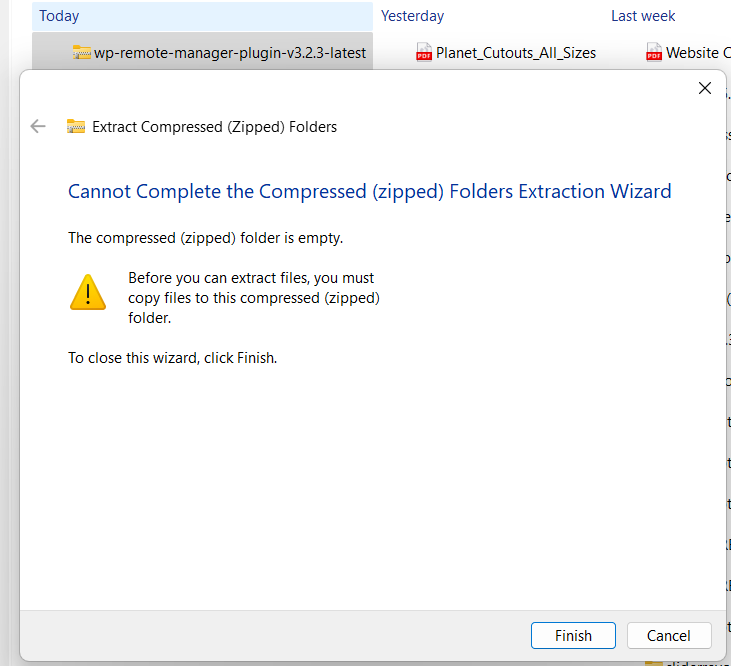 Today
Yesterday
Last week
wp-remote-manager-plugin-v3.2.3-latest
PDF
Planet_Cutouts_All_Sizes
PDF
Website
Extract Compressed (Zipped) Folders
Cannot Complete the Compressed (zipped) Folders Extraction Wizard
The compressed (zipped) folder is empty.
Before you can extract files, you must
copy files to this compressed (zipped)
folder.
To close this wizard, click Finish.
Finish
Cancel